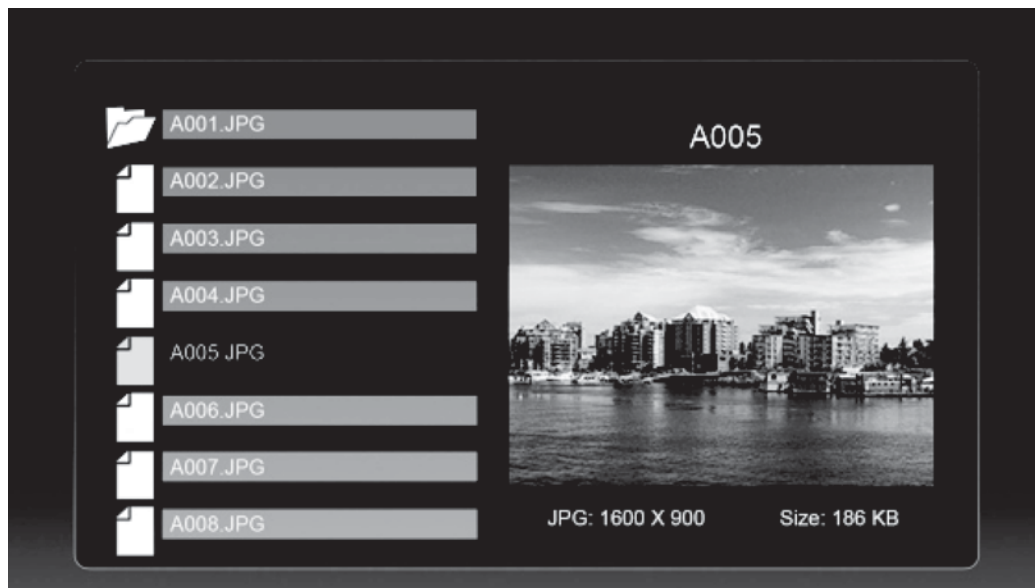 A001.JPG
A002.JPG
A003.JPG
A004.JPG
A005 JPG
A006.JPG
A007.JPG
A008.JPG
A005
JPG: 1600 X 900
Size: 186 KB